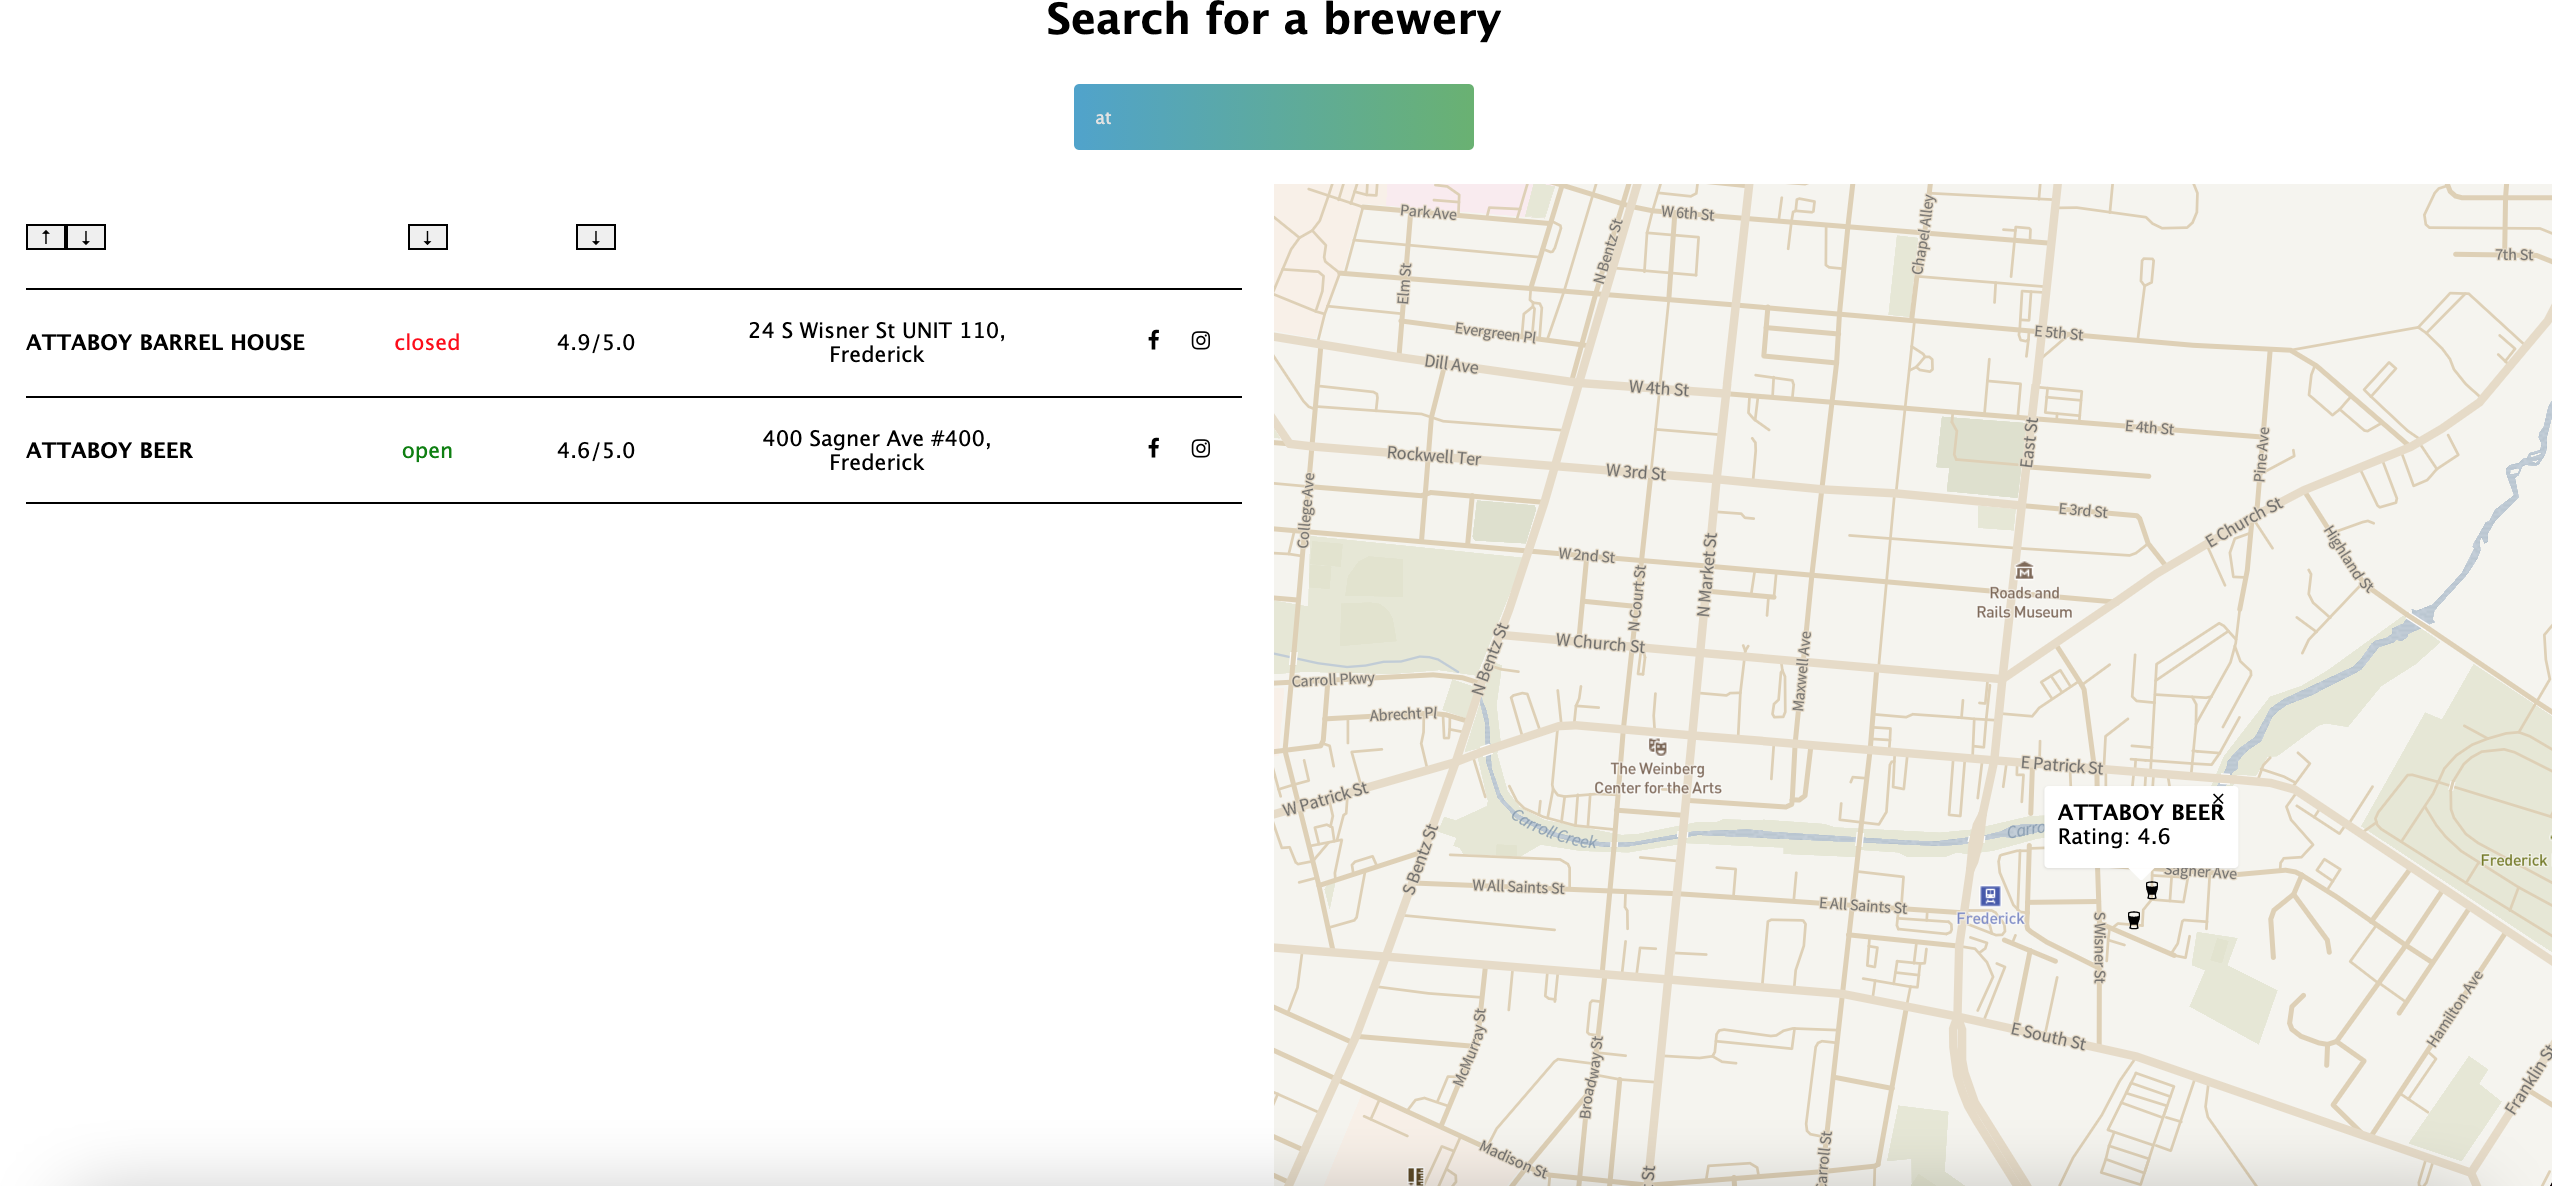 Search for a brewery
at
↑ ↓ ↓ ↓
ATTABOY BARREL HOUSE closed 4.9/5.0 24 S Wisner St UNIT 110,
Frederick
ATTABOY BEER open 4.6/5.0 400 Sagner Ave #400,
Frederick
Park Ave
W 6th St
Chapel Alley
N Bentz St
7th St
Elm St
Evergreen Pl
E 5th St
Dill Ave
W 4th St
E 4th St
East St
Pine Ave
Rockwell Ter
W 3rd St
College Ave
E 3rd St
E Church St
Highland St
W 2nd St
N Court St
N Market St
Roads and
Rails Museum
W Church St
N Bentz St
Maxwell Ave
Carroll Pkwy
Abrecht Pl
The Weinberg
Center for the Arts
E Patrick St
W Patrick St
Carroll Creek
Carro
ATTABOY BEER ×
Rating: 4.6
S Bentz St
Frederick
Sagner Ave
W All Saints St
E All Saints St
Frederick
S Wisner St
Hamilton Ave
E South St
McMurray St
Broadway St
Franklin St
Madison St
St
arroll St